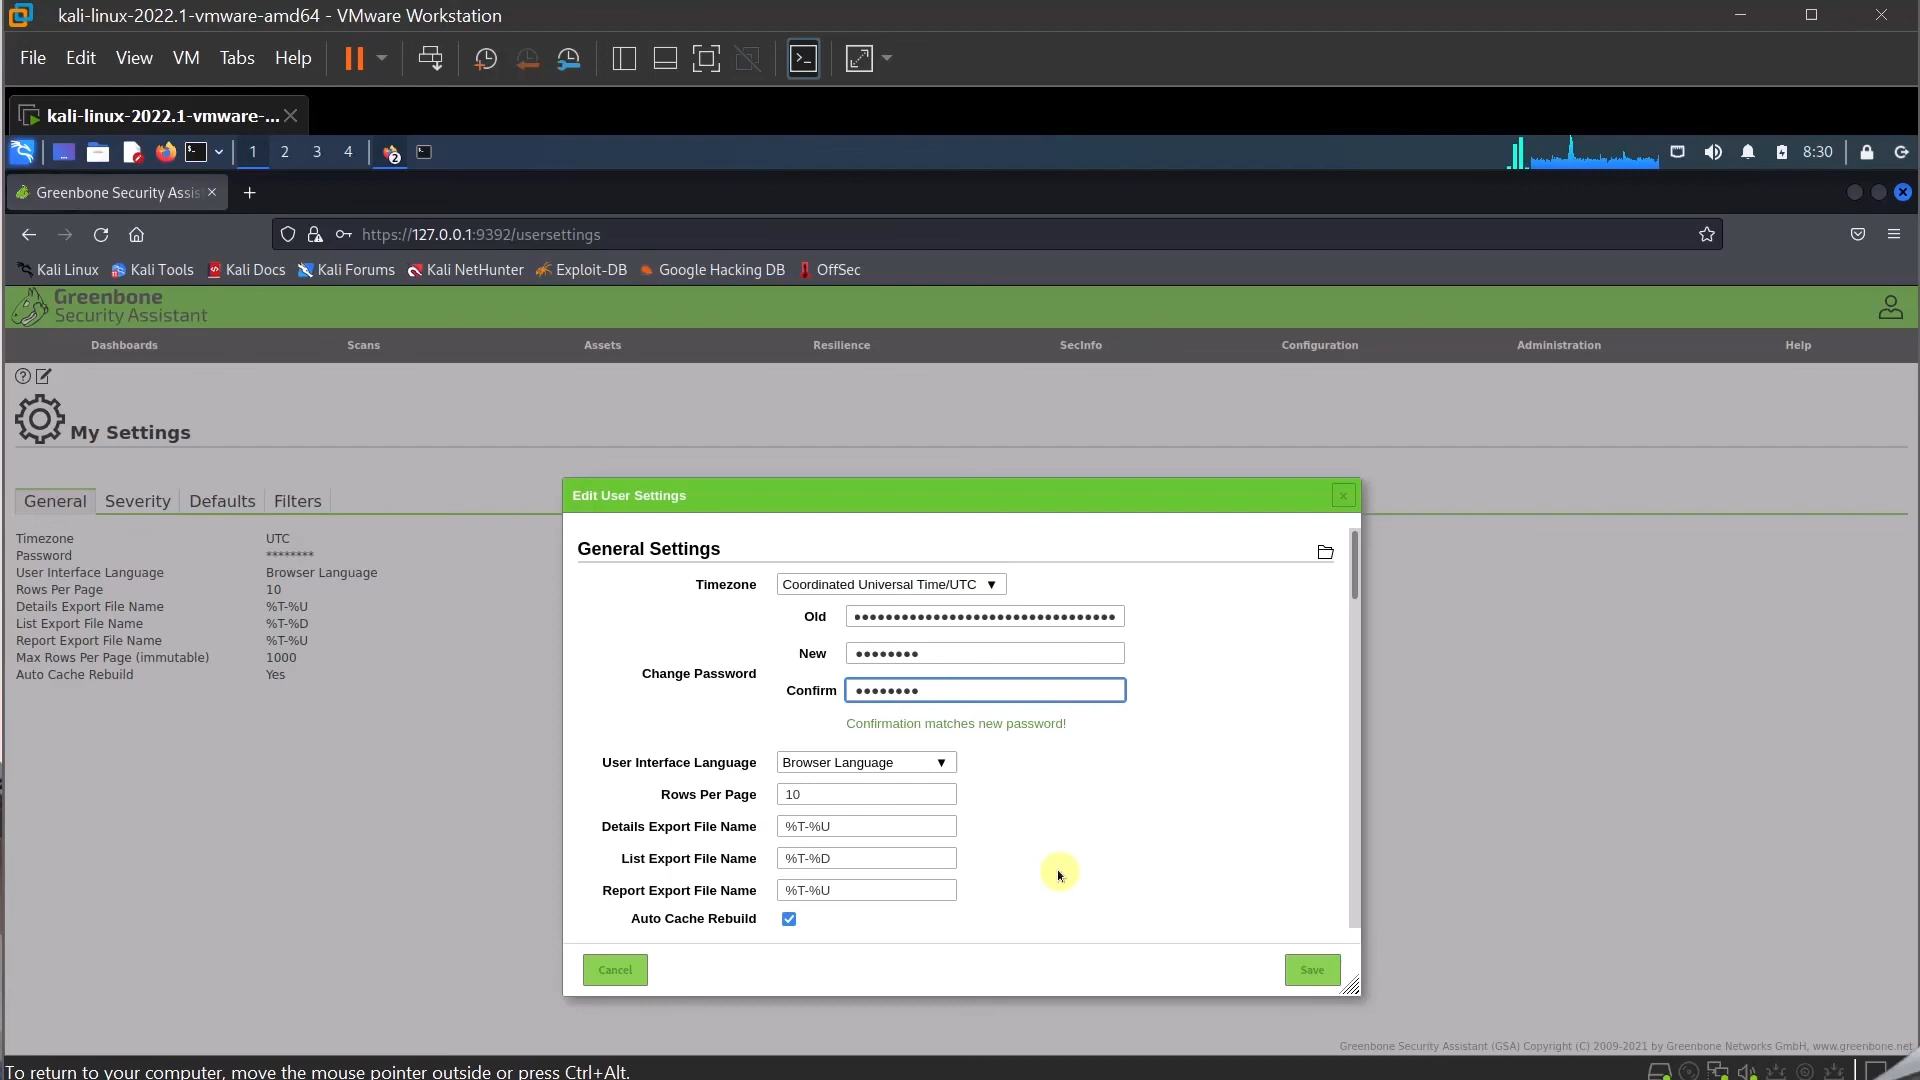 kali-linux-2022.1-vmware-amd64 - VMware Workstation
File Edit View VM Tabs Help
kali-linux-2022.1-vmware-...
1 2 3 4 2 8:30
Greenbone Security Assis
https://127.0.0.1:9392/usersettings
Kali Linux Kali Tools Kali Docs Kali Forums Kali NetHunter Exploit-DB Google Hacking DB OffSec
Greenbone
Security Assistant
Dashboards Scans Assets Resilience SecInfo Configuration Administration Help
My Settings
General Severity Defaults Filters
Timezone UTC
Password ********
User Interface Language Browser Language
Rows Per Page 10
Details Export File Name %T-%U
List Export File Name %T-%D
Report Export File Name %T-%U
Max Rows Per Page (immutable) 1000
Auto Cache Rebuild Yes
Edit User Settings
General Settings
Timezone Coordinated Universal Time/UTC
Old •••••••••••••••••••••••••••••••••
New ••••••••
Change Password
Confirm ••••••••
Confirmation matches new password!
User Interface Language Browser Language
Rows Per Page 10
Details Export File Name %T-%U
List Export File Name %T-%D
Report Export File Name %T-%U
Auto Cache Rebuild
Cancel Save
Greenbone Security Assistant (GSA) Copyright (C) 2009-2021 by Greenbone Networks GmbH, www.greenbone.net
To return to your computer, move the mouse pointer outside or press Ctrl+Alt.